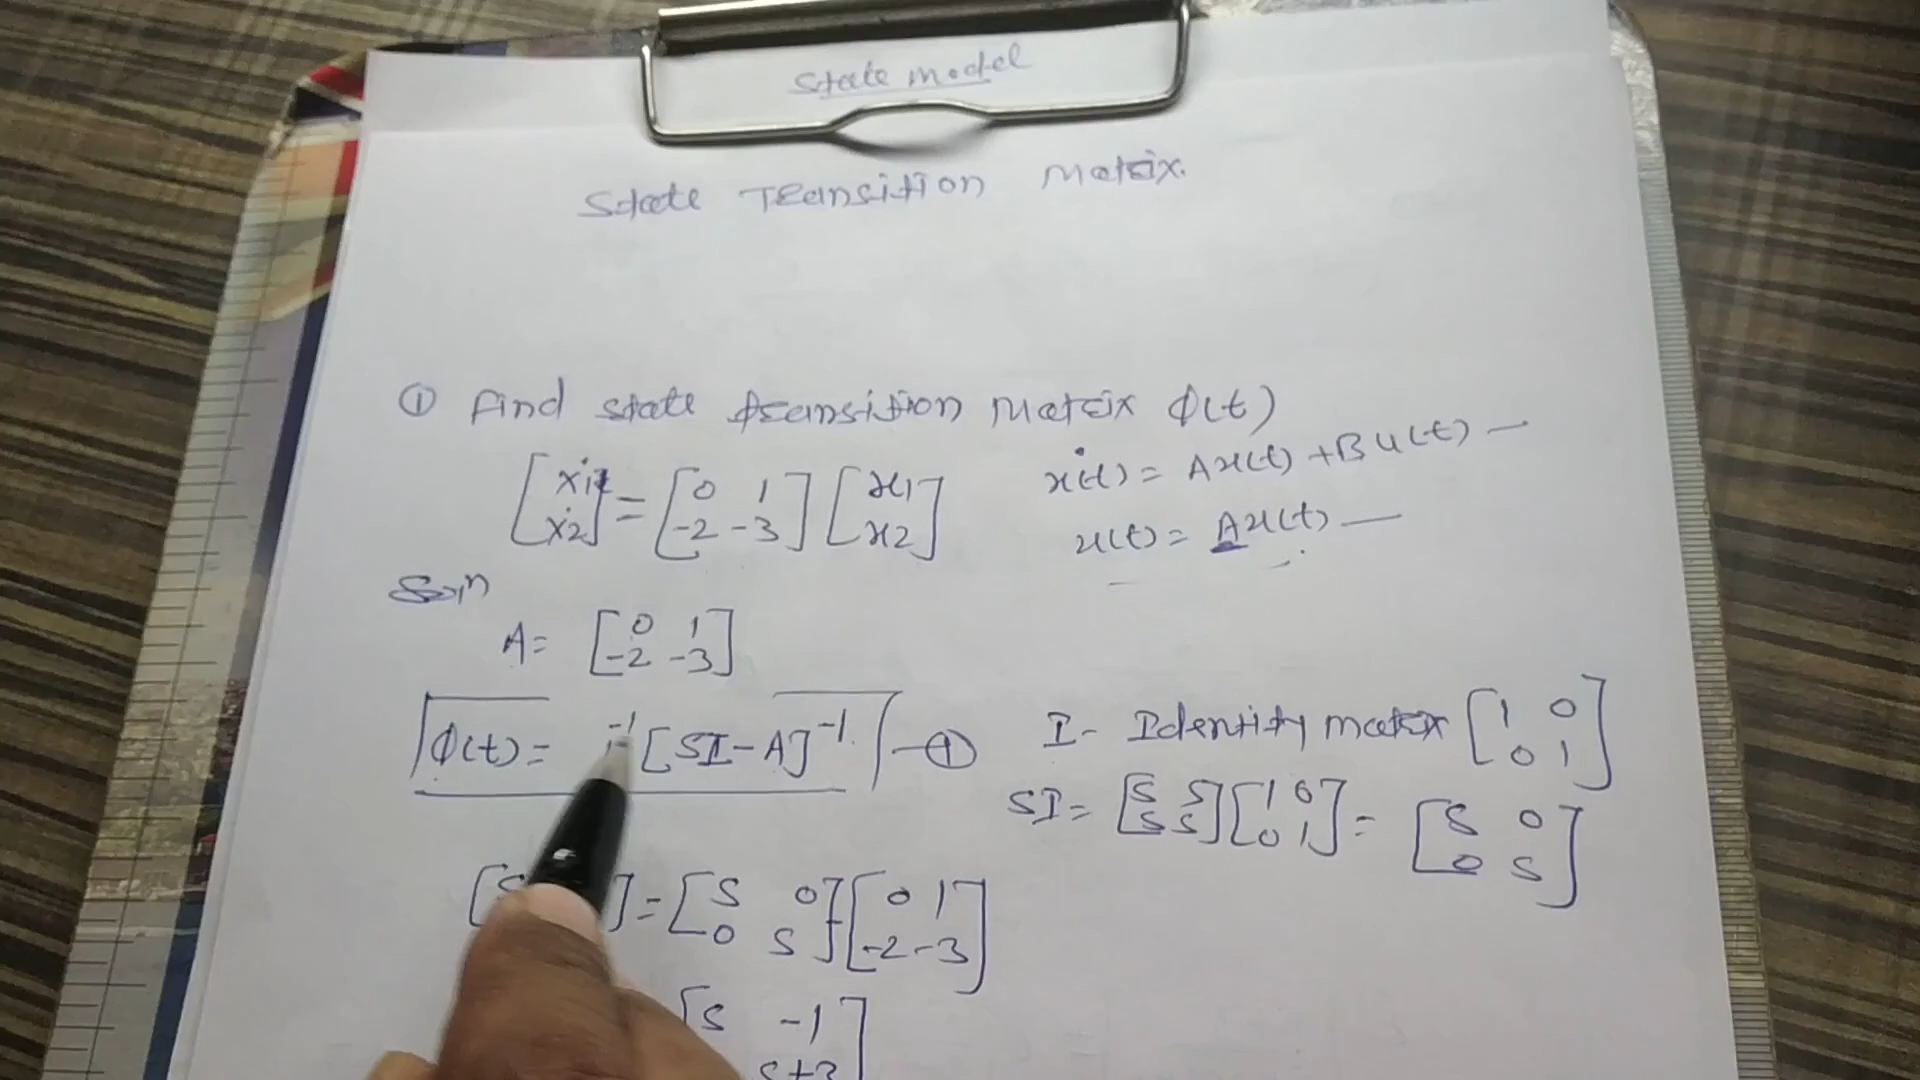 State model
State Transition Matrix.
① Find state transition Matrix ϕ(t)
[ẋ1; ẋ2] = [0 1; -2 -3] [x1; x2]
ẋ(t) = Ax(t) + Bu(t) —
x(t) = Ax(t) —
Soln
A = [0 1; -2 -3]
ϕ(t) = ⁻¹ [SI - A]⁻¹ — ①
I - Identity matrix [1 0; 0 1]
SI = [S S; S S] [1 0; 0 1] = [S 0; 0 S]
[S ] = [S 0; 0 S] - [0 1; -2 -3]
[S -1; S+3]